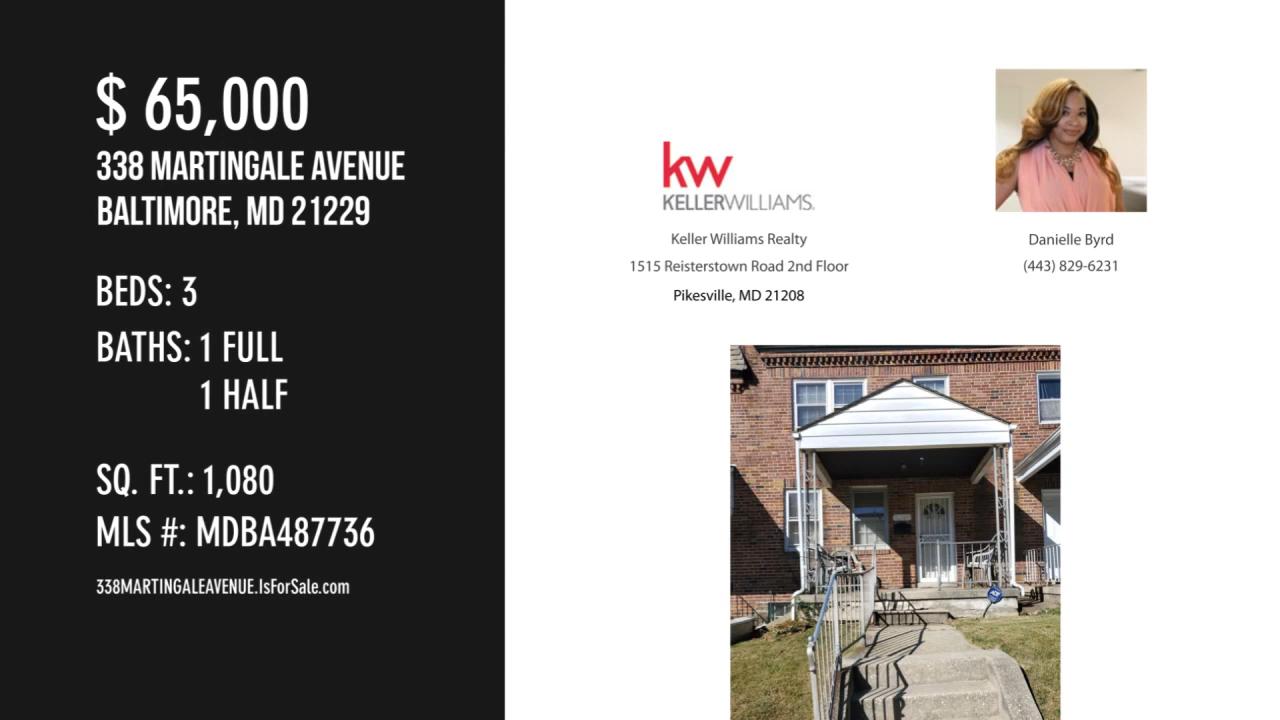 $ 65,000
338 MARTINGALE AVENUE
BALTIMORE, MD 21229
BEDS: 3
BATHS: 1 FULL
1 HALF
SQ. FT.: 1,080
MLS #: MDBA487736
338MARTINGALEAVENUE.IsForSale.com
kw
KELLERWILLIAMS.
Keller Williams Realty
1515 Reisterstown Road 2nd Floor
Pikesville, MD 21208
Danielle Byrd
(443) 829-6231